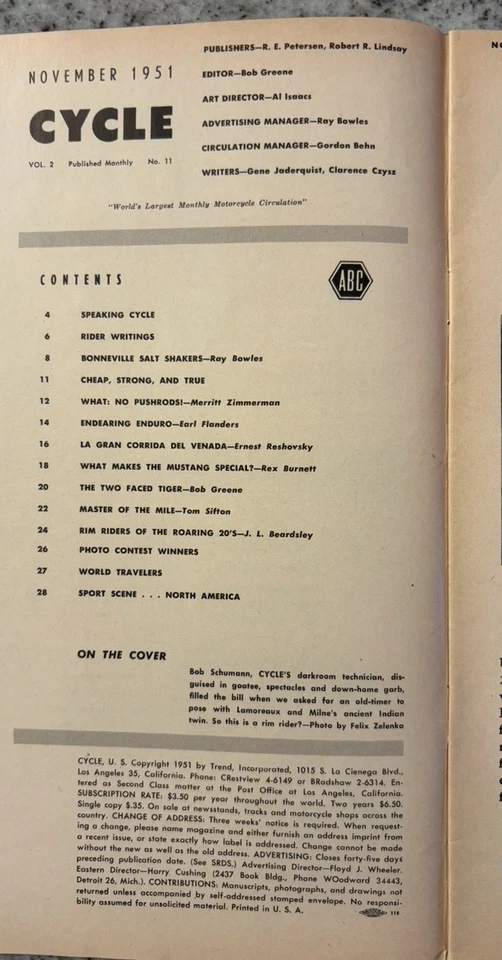 NOVEMBER 1951
CYCLE
VOL. 2 Published Monthly No. 11
PUBLISHERS—R. E. Petersen, Robert R. Lindsay
EDITOR—Bob Greene
ART DIRECTOR—Al Isaacs
ADVERTISING MANAGER—Ray Bowles
CIRCULATION MANAGER—Gordon Behn
WRITERS—Gene Jaderquist, Clarence Czysz
"World's Largest Monthly Motorcycle Circulation"
CONTENTS
ABC
4 SPEAKING CYCLE
6 RIDER WRITINGS
8 BONNEVILLE SALT SHAKERS—Ray Bowles
11 CHEAP, STRONG, AND TRUE
12 WHAT: NO PUSHRODS!—Merritt Zimmerman
14 ENDEARING ENDURO—Earl Flanders
16 LA GRAN CORRIDA DEL VENADA—Ernest Reshovsky
18 WHAT MAKES THE MUSTANG SPECIAL?—Rex Burnett
20 THE TWO FACED TIGER—Bob Greene
22 MASTER OF THE MILE—Tom Sifton
24 RIM RIDERS OF THE ROARING 20'S—J. L. Beardsley
26 PHOTO CONTEST WINNERS
27 WORLD TRAVELERS
28 SPORT SCENE . . . NORTH AMERICA
ON THE COVER
Bob Schumann, CYCLE'S darkroom technician, dis-
guised in goatee, spectacles and down-home garb,
filled the bill when we asked for an old-timer to
pose with Lamoreaux and Milne's ancient Indian
twin. So this is a rim rider?—Photo by Felix Zelenka
CYCLE, U. S. Copyright 1951 by Trend, Incorporated, 1015 S. La Cienega Blvd.,
Los Angeles 35, California. Phone: CRestview 4-6149 or BRadshaw 2-6314. En-
tered as Second Class matter at the Post Office at Los Angeles, California.
SUBSCRIPTION RATE: $3.50 per year throughout the world. Two years $6.50.
Single copy $.35. On sale at newsstands, tracks and motorcycle shops across the
country. CHANGE OF ADDRESS: Three weeks' notice is required. When request-
ing a change, please name magazine and either furnish an address imprint from
a recent issue, or state exactly how label is addressed. Change cannot be made
without the new as well as the old address. ADVERTISING: Closes forty-five days
preceding publication date. (See SRDS.) Advertising Director—Floyd J. Wheeler.
Eastern Director—Harry Cushing (2437 Book Bldg., Phone WOodward 34443,
Detroit 26, Mich.). CONTRIBUTIONS: Manuscripts, photographs, and drawings not
returned unless accompanied by self-addressed stamped envelope. No responsi-
bility assumed for unsolicited material. Printed in U. S. A.
118